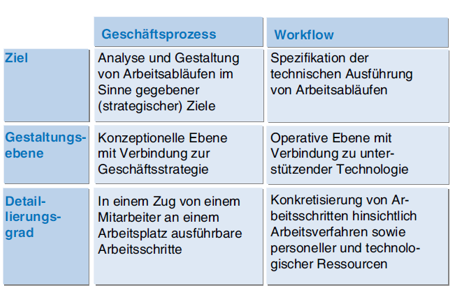 Geschäftsprozess
Workflow
Ziel
Analyse und Gestaltung
von Arbeitsabläufen im
Sinne gegebener
(strategischer) Ziele
Spezifikation der
technischen Ausführung
von Arbeitsabläufen
Gestaltungs-
ebene
Konzeptionelle Ebene
mit Verbindung zur
Geschäftsstrategie
Operative Ebene mit
Verbindung zu unter-
stützender Technologie
Detail-
lierungs-
grad
In einem Zug von einem
Mitarbeiter an einem
Arbeitsplatz ausführbare
Arbeitsschritte
Konkretisierung von Ar-
beitsschritten hinsichtlich
Arbeitsverfahren sowie
personeller und technolo-
gischer Ressourcen